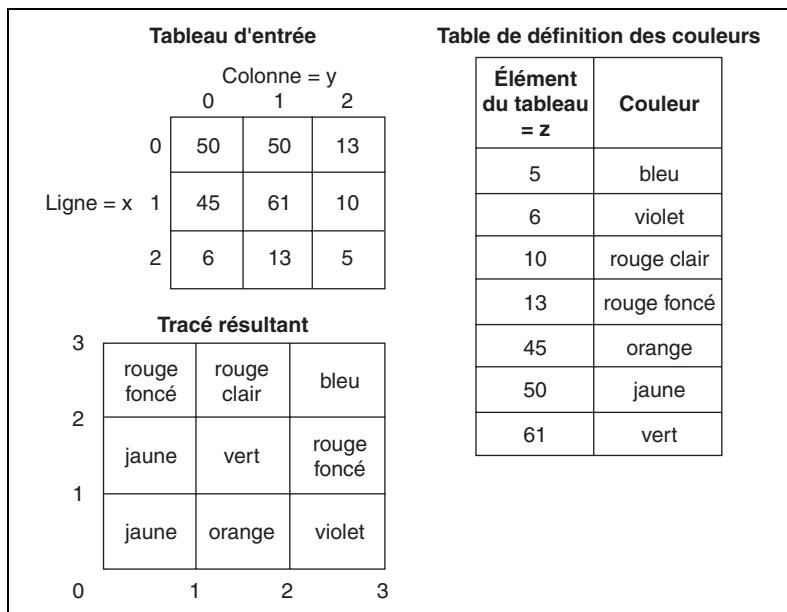 Tableau d'entrée
Colonne = y
0 1 2
0 50 50 13
Ligne = x 1 45 61 10
2 6 13 5
Tracé résultant
3
rouge foncé rouge clair bleu
2
jaune vert rouge foncé
1
jaune orange violet
0 1 2 3
Table de définition des couleurs
Élément du tableau = z Couleur
5 bleu
6 violet
10 rouge clair
13 rouge foncé
45 orange
50 jaune
61 vert